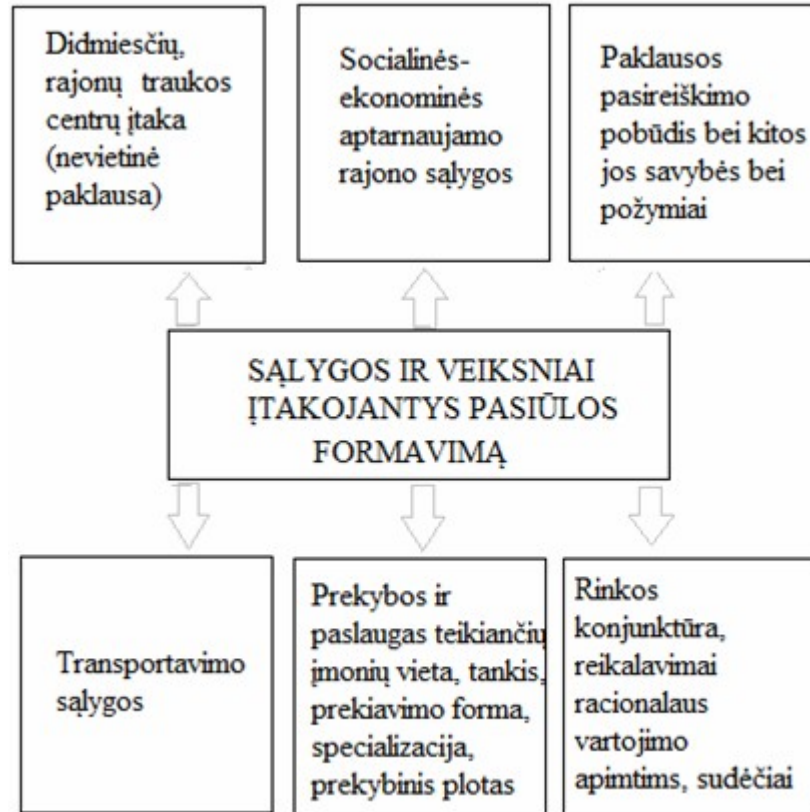 Didmiesčių,
rajonų traukos
centrų įtaka
(nevietinė
paklausa)
Socialinės-
ekonominės
aptarnaujamo
rajono sąlygos
Paklausos
pasireiškimo
pobūdis bei kitos
jos savybės bei
požymiai
SĄLYGOS IR VEIKSNIAI
ĮTAKOJANTYS PASIŪLOS
FORMAVIMĄ
Transportavimo
sąlygos
Prekybos ir
paslaugas teikiančių
įmonių vieta, tankis,
prekiavimo forma,
specializacija,
prekybinis plotas
Rinkos
konjunktūra,
reikalavimai
racionalaus
vartojimo
apimtims, sudėčiai